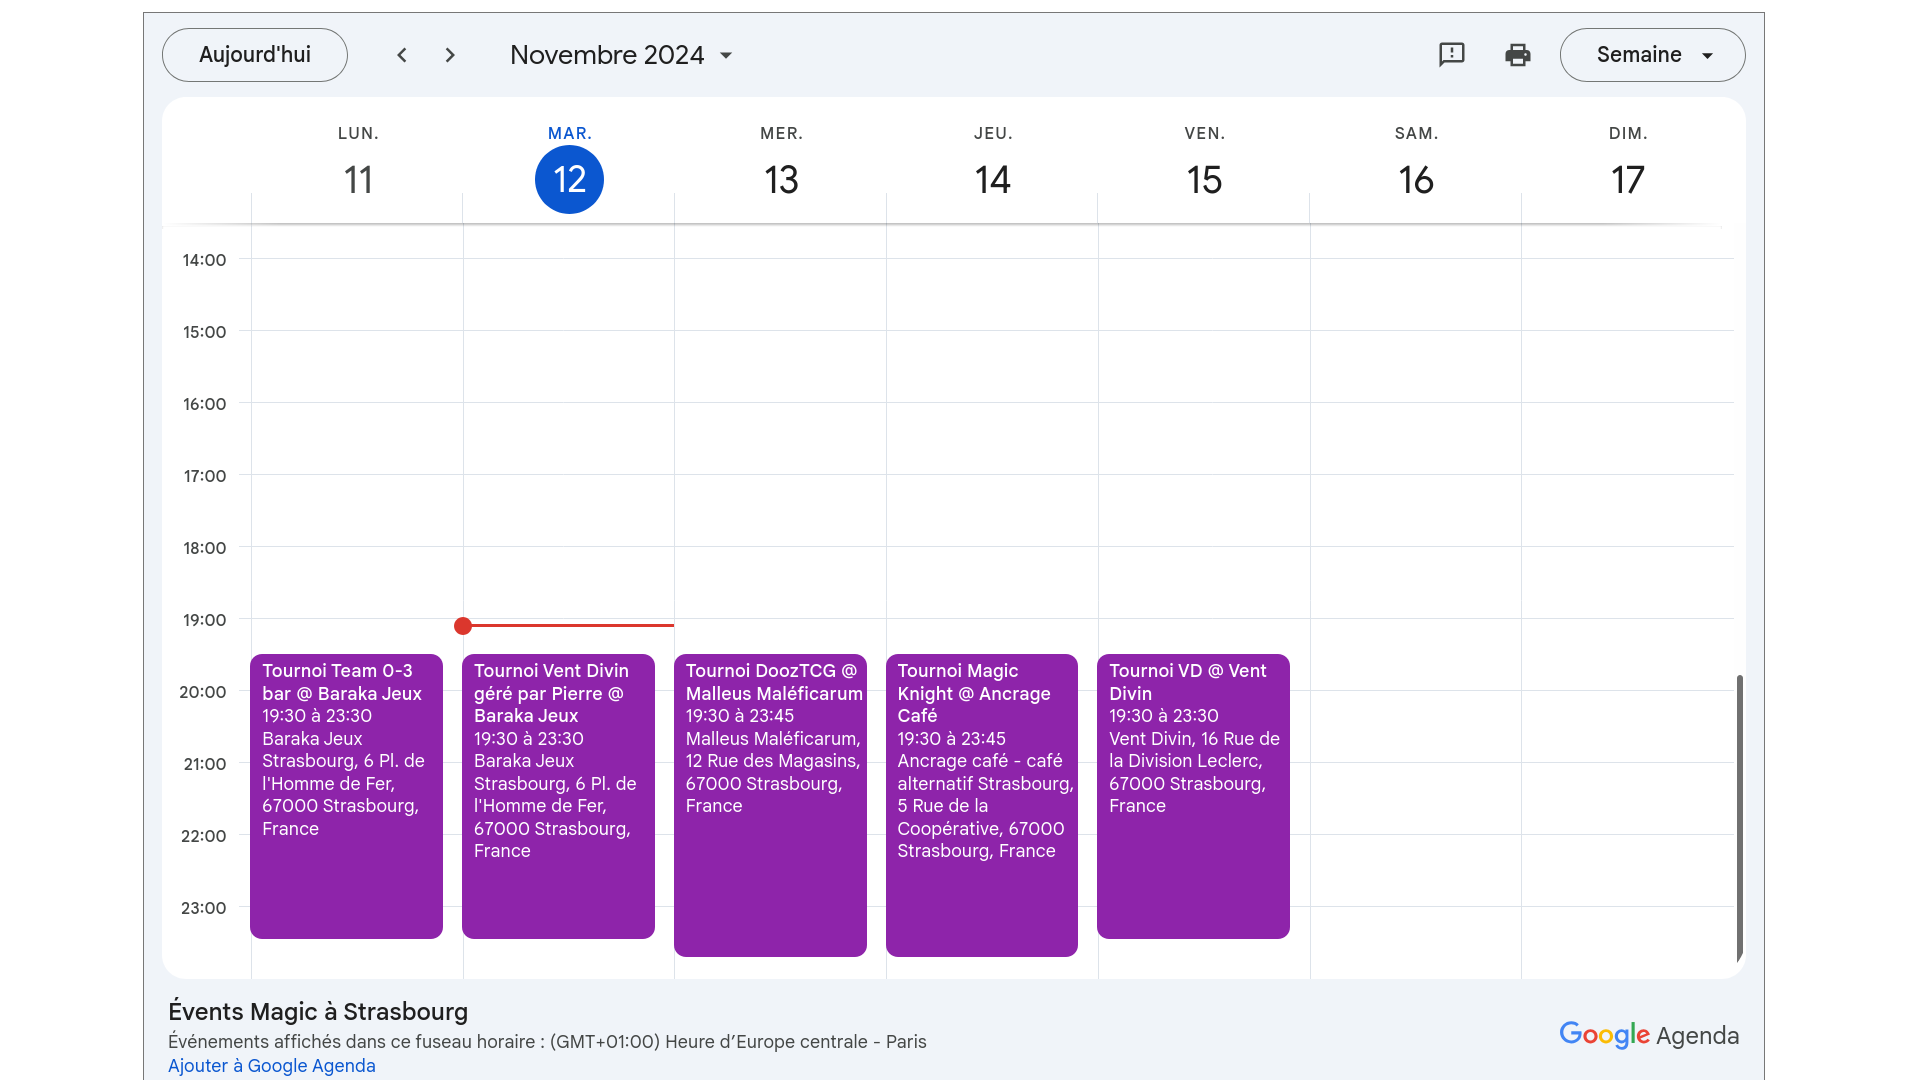 Aujourd'hui
Novembre 2024
Semaine
LUN.
MAR.
MER.
JEU.
VEN.
SAM.
DIM.
11
12
13
14
15
16
17
14:00
15:00
16:00
17:00
18:00
19:00
20:00
21:00
22:00
23:00
Tournoi Team 0-3
bar @ Baraka Jeux
19:30 à 23:30
Baraka Jeux
Strasbourg, 6 Pl. de
l'Homme de Fer,
67000 Strasbourg,
France
Tournoi Vent Divin
géré par Pierre @
Baraka Jeux
19:30 à 23:30
Baraka Jeux
Strasbourg, 6 Pl. de
l'Homme de Fer,
67000 Strasbourg,
France
Tournoi DoozTCG @
Malleus Maléficarum
19:30 à 23:45
Malleus Maléficarum,
12 Rue des Magasins,
67000 Strasbourg,
France
Tournoi Magic
Knight @ Ancrage
Café
19:30 à 23:45
Ancrage café - café
alternatif Strasbourg,
5 Rue de la
Coopérative, 67000
Strasbourg, France
Tournoi VD @ Vent
Divin
19:30 à 23:30
Vent Divin, 16 Rue de
la Division Leclerc,
67000 Strasbourg,
France
Évents Magic à Strasbourg
Événements affichés dans ce fuseau horaire : (GMT+01:00) Heure d’Europe centrale - Paris
Ajouter à Google Agenda
Google Agenda